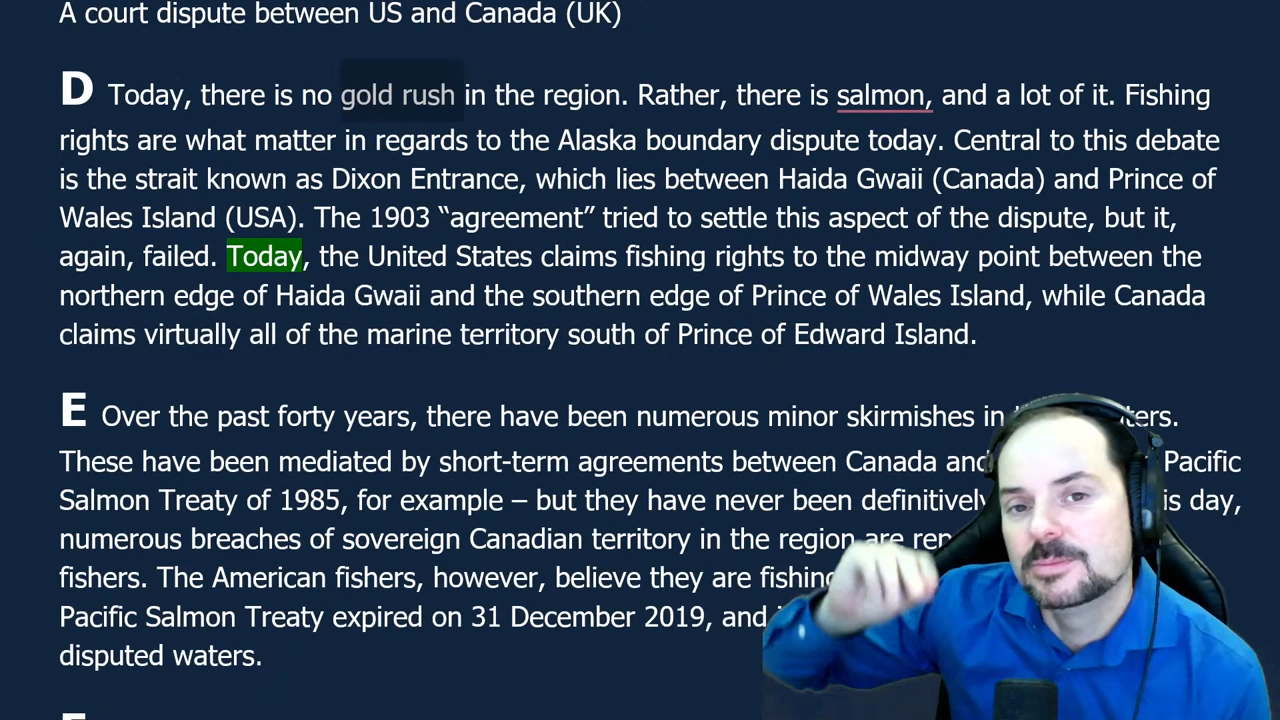 A court dispute between US and Canada (UK)
D Today, there is no gold rush in the region. Rather, there is salmon, and a lot of it. Fishing
rights are what matter in regards to the Alaska boundary dispute today. Central to this debate
is the strait known as Dixon Entrance, which lies between Haida Gwaii (Canada) and Prince of
Wales Island (USA). The 1903 “agreement” tried to settle this aspect of the dispute, but it,
again, failed. Today, the United States claims fishing rights to the midway point between the
northern edge of Haida Gwaii and the southern edge of Prince of Wales Island, while Canada
claims virtually all of the marine territory south of Prince of Edward Island.
E Over the past forty years, there have been numerous minor skirmishes in
These have been mediated by short-term agreements between Canada Pacific
Salmon Treaty of 1985, for example – but they have never been day,
numerous breaches of sovereign Canadian territory in the region are
fishers. The American fishers, however, believe they are
Pacific Salmon Treaty expired on 31 December 2019, and
disputed waters.